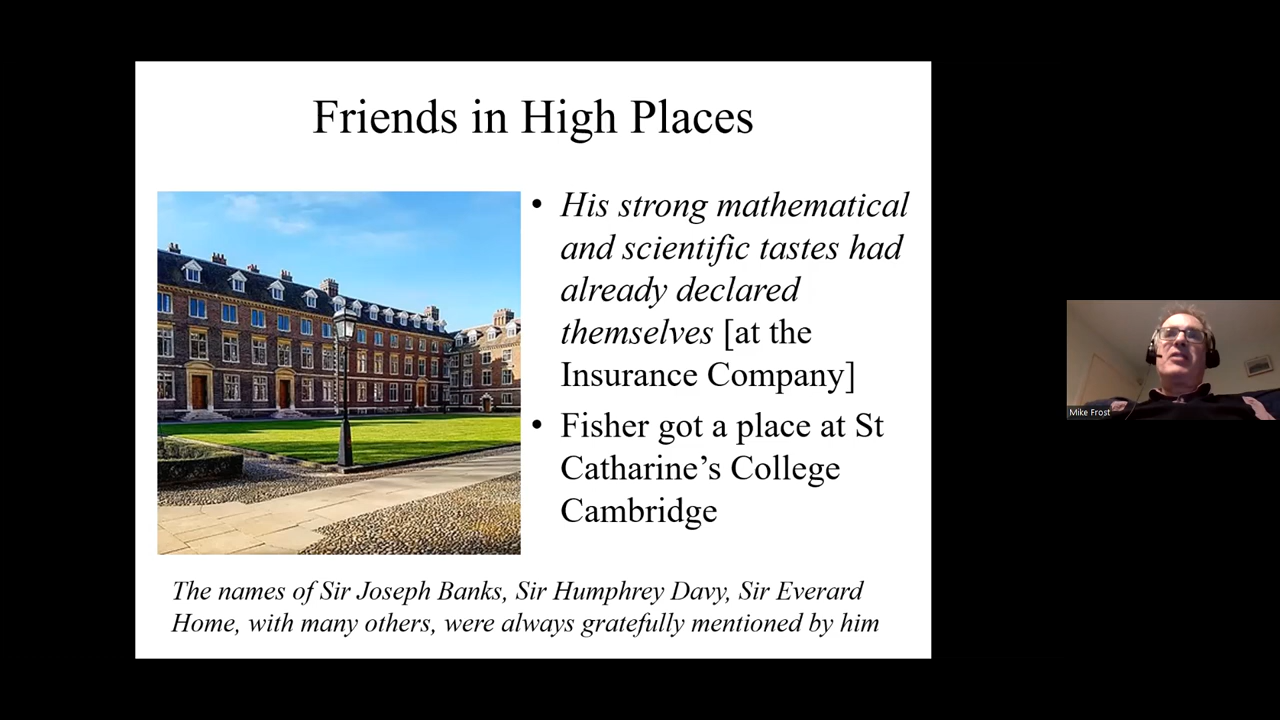 Friends in High Places
• His strong mathematical
and scientific tastes had
already declared
themselves [at the
Insurance Company]
• Fisher got a place at St
Catharine’s College
Cambridge
The names of Sir Joseph Banks, Sir Humphrey Davy, Sir Everard
Home, with many others, were always gratefully mentioned by him
Mike Frost